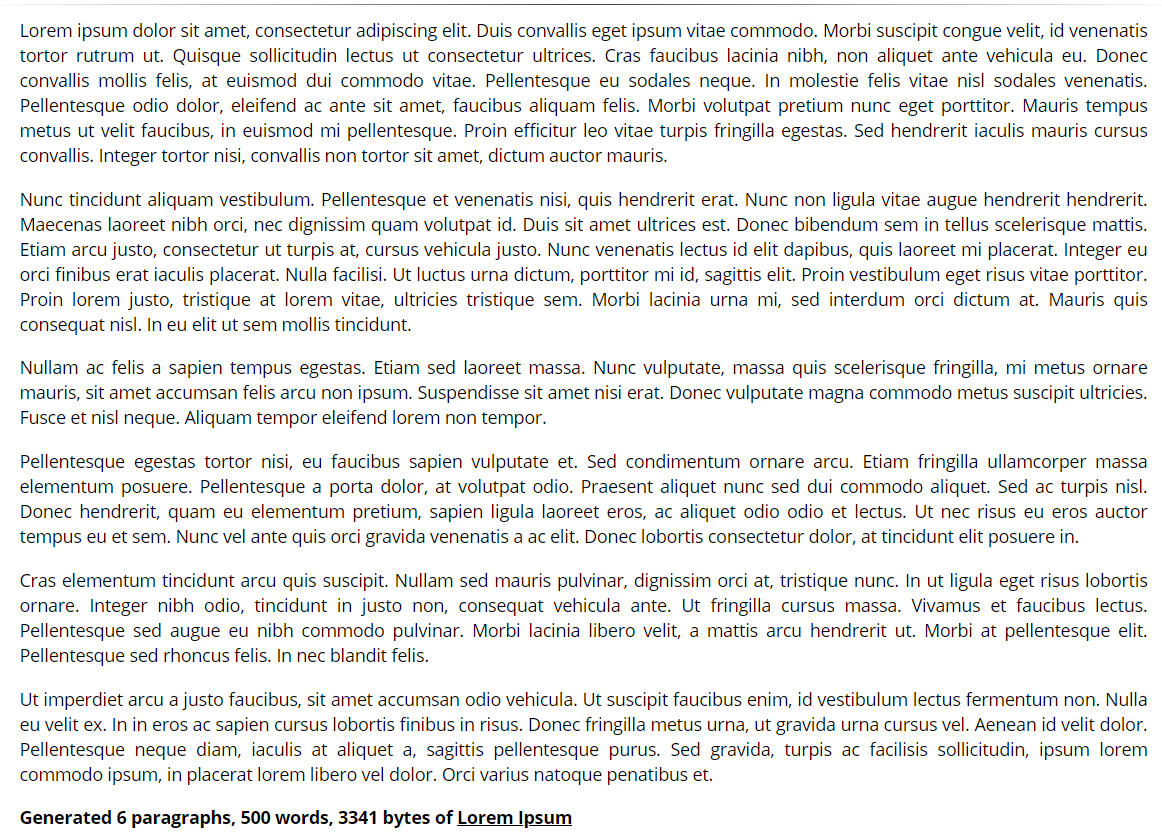 Lorem ipsum dolor sit amet, consectetur adipiscing elit. Duis convallis eget ipsum vitae commodo. Morbi suscipit congue velit, id venenatis
tortor rutrum ut. Quisque sollicitudin lectus ut consectetur ultrices. Cras faucibus lacinia nibh, non aliquet ante vehicula eu. Donec
convallis mollis felis, at euismod dui commodo vitae. Pellentesque eu sodales neque. In molestie felis vitae nisl sodales venenatis.
Pellentesque odio dolor, eleifend ac ante sit amet, faucibus aliquam felis. Morbi volutpat pretium nunc eget porttitor. Mauris tempus
metus ut velit faucibus, in euismod mi pellentesque. Proin efficitur leo vitae turpis fringilla egestas. Sed hendrerit iaculis mauris cursus
convallis. Integer tortor nisi, convallis non tortor sit amet, dictum auctor mauris.
Nunc tincidunt aliquam vestibulum. Pellentesque et venenatis nisi, quis hendrerit erat. Nunc non ligula vitae augue hendrerit hendrerit.
Maecenas laoreet nibh orci, nec dignissim quam volutpat id. Duis sit amet ultrices est. Donec bibendum sem in tellus scelerisque mattis.
Etiam arcu justo, consectetur ut turpis at, cursus vehicula justo. Nunc venenatis lectus id elit dapibus, quis laoreet mi placerat. Integer eu
orci finibus erat iaculis placerat. Nulla facilisi. Ut luctus urna dictum, porttitor mi id, sagittis elit. Proin vestibulum eget risus vitae porttitor.
Proin lorem justo, tristique at lorem vitae, ultricies tristique sem. Morbi lacinia urna mi, sed interdum orci dictum at. Mauris quis
consequat nisl. In eu elit ut sem mollis tincidunt.
Nullam ac felis a sapien tempus egestas. Etiam sed laoreet massa. Nunc vulputate, massa quis scelerisque fringilla, mi metus ornare
mauris, sit amet accumsan felis arcu non ipsum. Suspendisse sit amet nisi erat. Donec vulputate magna commodo metus suscipit ultricies.
Fusce et nisl neque. Aliquam tempor eleifend lorem non tempor.
Pellentesque egestas tortor nisi, eu faucibus sapien vulputate et. Sed condimentum ornare arcu. Etiam fringilla ullamcorper massa
elementum posuere. Pellentesque a porta dolor, at volutpat odio. Praesent aliquet nunc sed dui commodo aliquet. Sed ac turpis nisl.
Donec hendrerit, quam eu elementum pretium, sapien ligula laoreet eros, ac aliquet odio odio et lectus. Ut nec risus eu eros auctor
tempus eu et sem. Nunc vel ante quis orci gravida venenatis a ac elit. Donec lobortis consectetur dolor, at tincidunt elit posuere in.
Cras elementum tincidunt arcu quis suscipit. Nullam sed mauris pulvinar, dignissim orci at, tristique nunc. In ut ligula eget risus lobortis
ornare. Integer nibh odio, tincidunt in justo non, consequat vehicula ante. Ut fringilla cursus massa. Vivamus et faucibus lectus.
Pellentesque sed augue eu nibh commodo pulvinar. Morbi lacinia libero velit, a mattis arcu hendrerit ut. Morbi at pellentesque elit.
Pellentesque sed rhoncus felis. In nec blandit felis.
Ut imperdiet arcu a justo faucibus, sit amet accumsan odio vehicula. Ut suscipit faucibus enim, id vestibulum lectus fermentum non. Nulla
eu velit ex. In in eros ac sapien cursus lobortis finibus in risus. Donec fringilla metus urna, ut gravida urna cursus vel. Aenean id velit dolor.
Pellentesque neque diam, iaculis at aliquet a, sagittis pellentesque purus. Sed gravida, turpis ac facilisis sollicitudin, ipsum lorem
commodo ipsum, in placerat lorem libero vel dolor. Orci varius natoque penatibus et.
Generated 6 paragraphs, 500 words, 3341 bytes of Lorem Ipsum